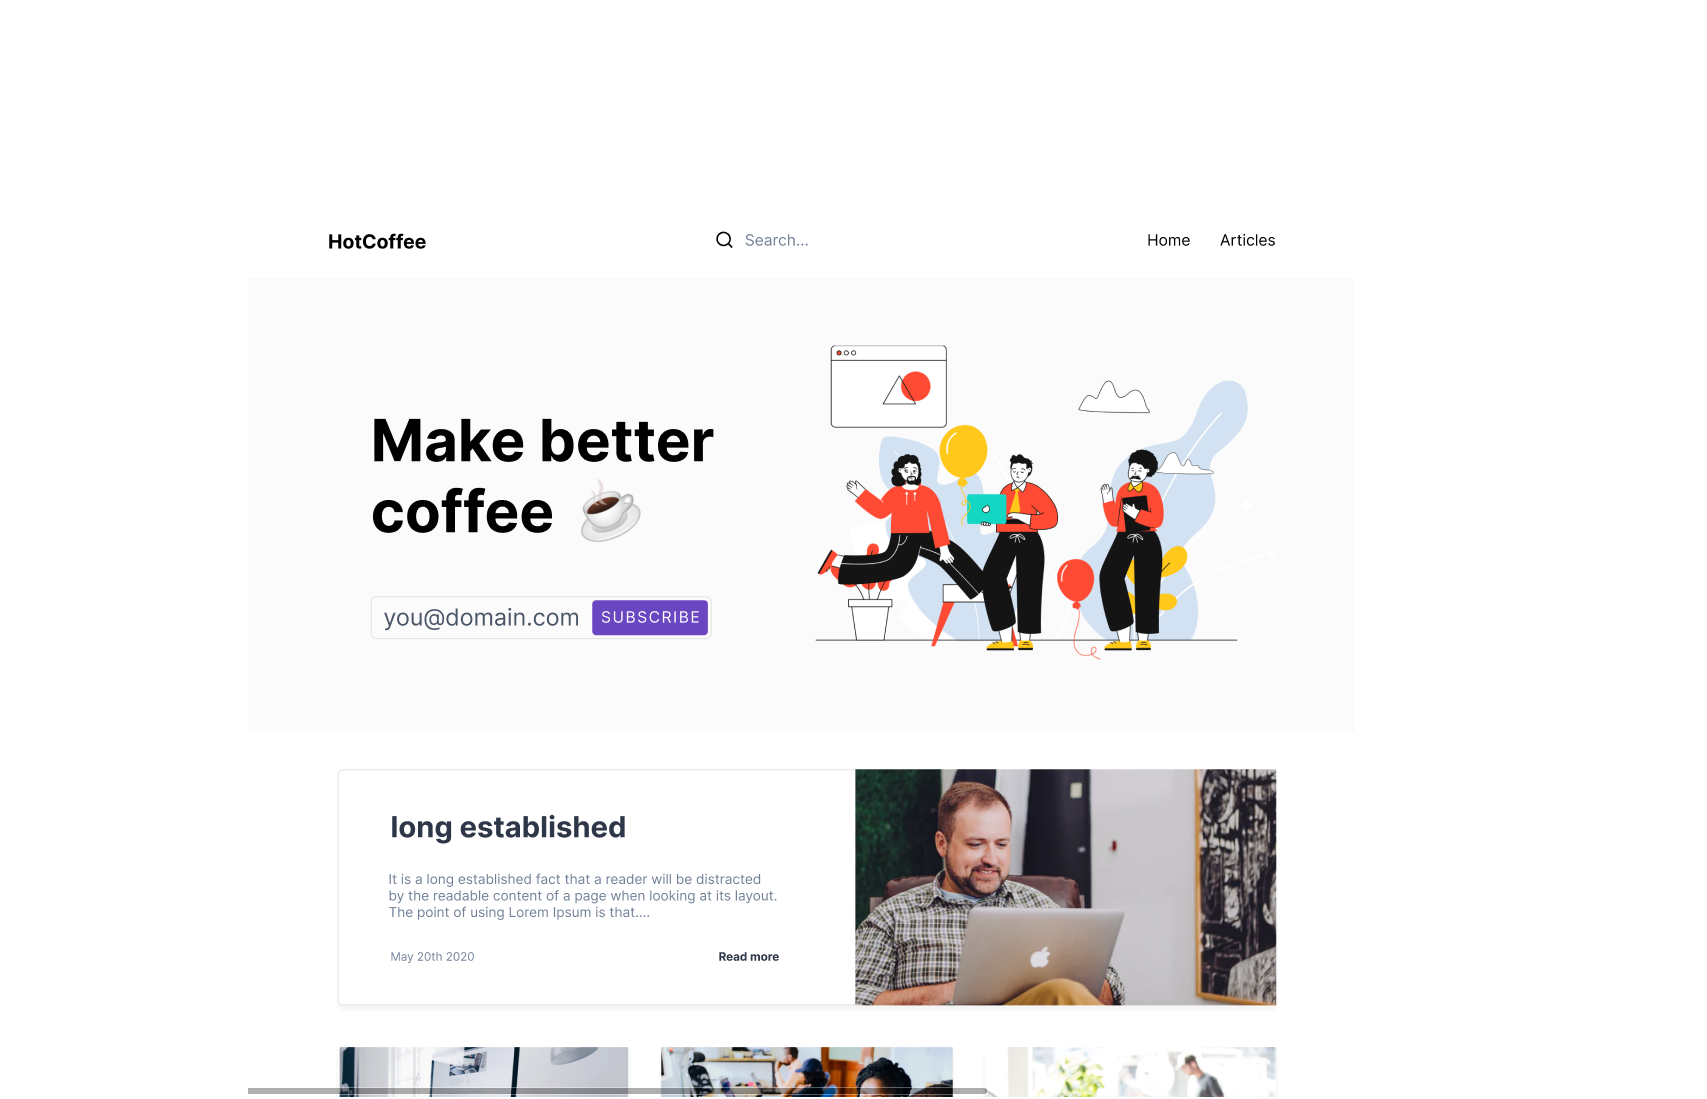 HotCoffee
Search...
Home
Articles
Make better
coffee
you@domain.com
SUBSCRIBE
long established
It is a long established fact that a reader will be distracted
by the readable content of a page when looking at its layout.
The point of using Lorem Ipsum is that....
May 20th 2020
Read more